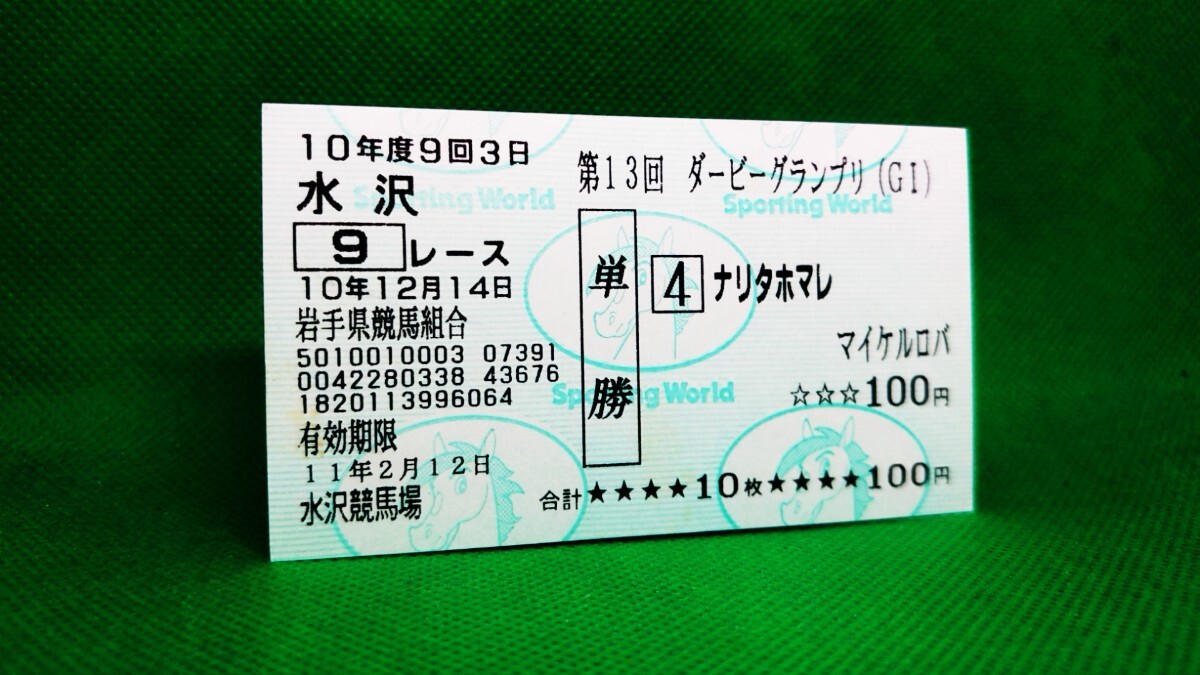 10年度9回3日
水沢
9レース
10年12月14日
岩手県競馬組合
5010010003 07391
0042280338 43676
1820113996064
有効期限
11年2月12日
水沢競馬場
第13回 ダービーグランプリ(GⅠ)
単勝
4 ナリタホマレ
マイケルロバ
☆☆☆100円
合計★★★★10枚★★★★100円
Sporting World
Sporting World
Sporting World